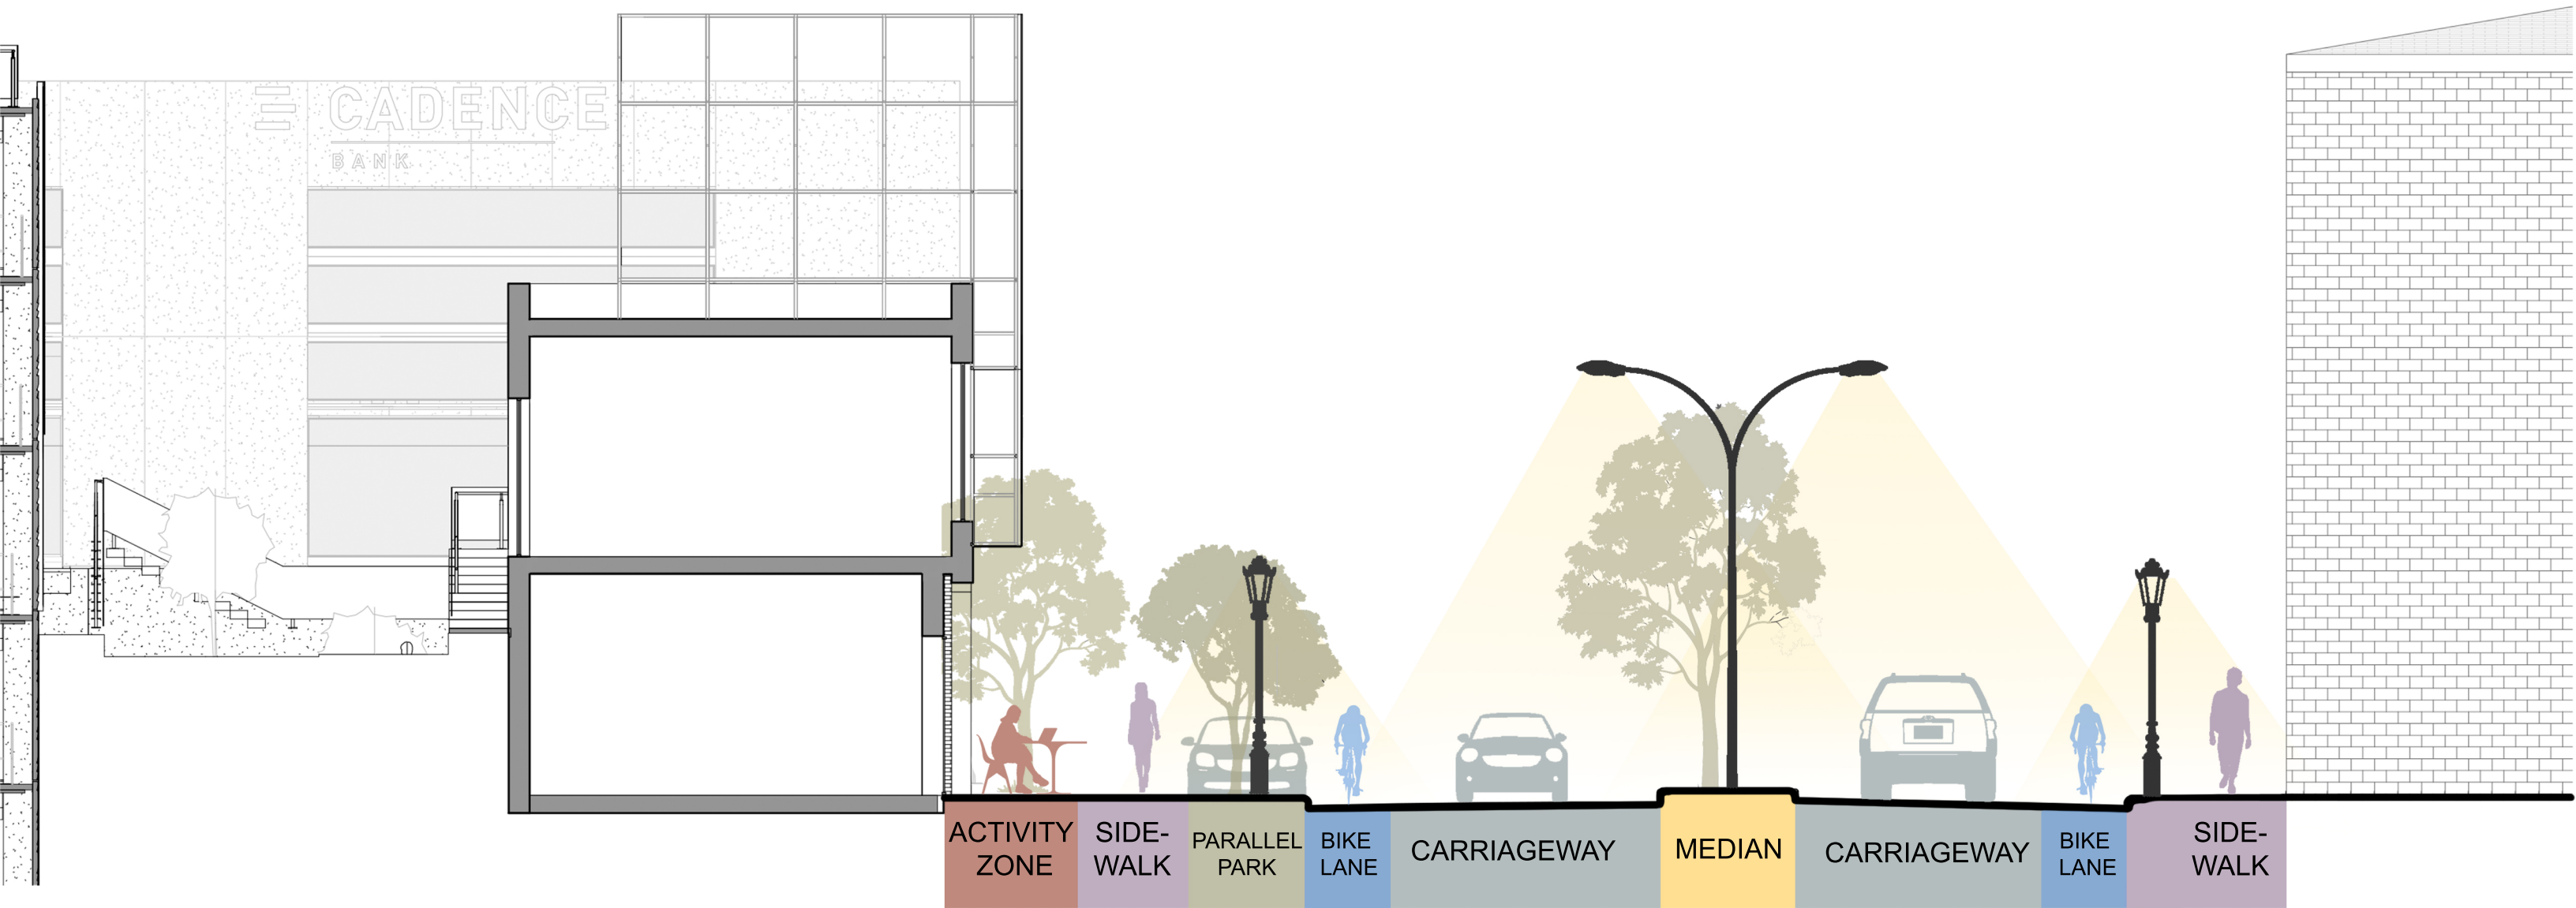 CADENCE
BANK
ACTIVITY
ZONE
SIDE-
WALK
PARALLEL
PARK
BIKE
LANE
CARRIAGEWAY
MEDIAN
CARRIAGEWAY
BIKE
LANE
SIDE-
WALK